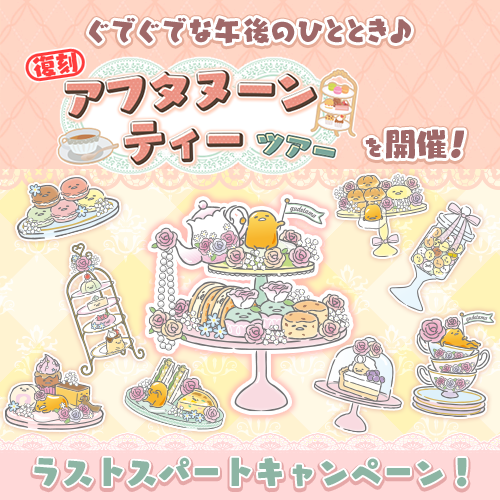 ぐでぐでな午後のひととき♪
復刻
アフタヌーン
ティーツアー
を開催!
gudetama
gudetama
ラストスパートキャンペーン!